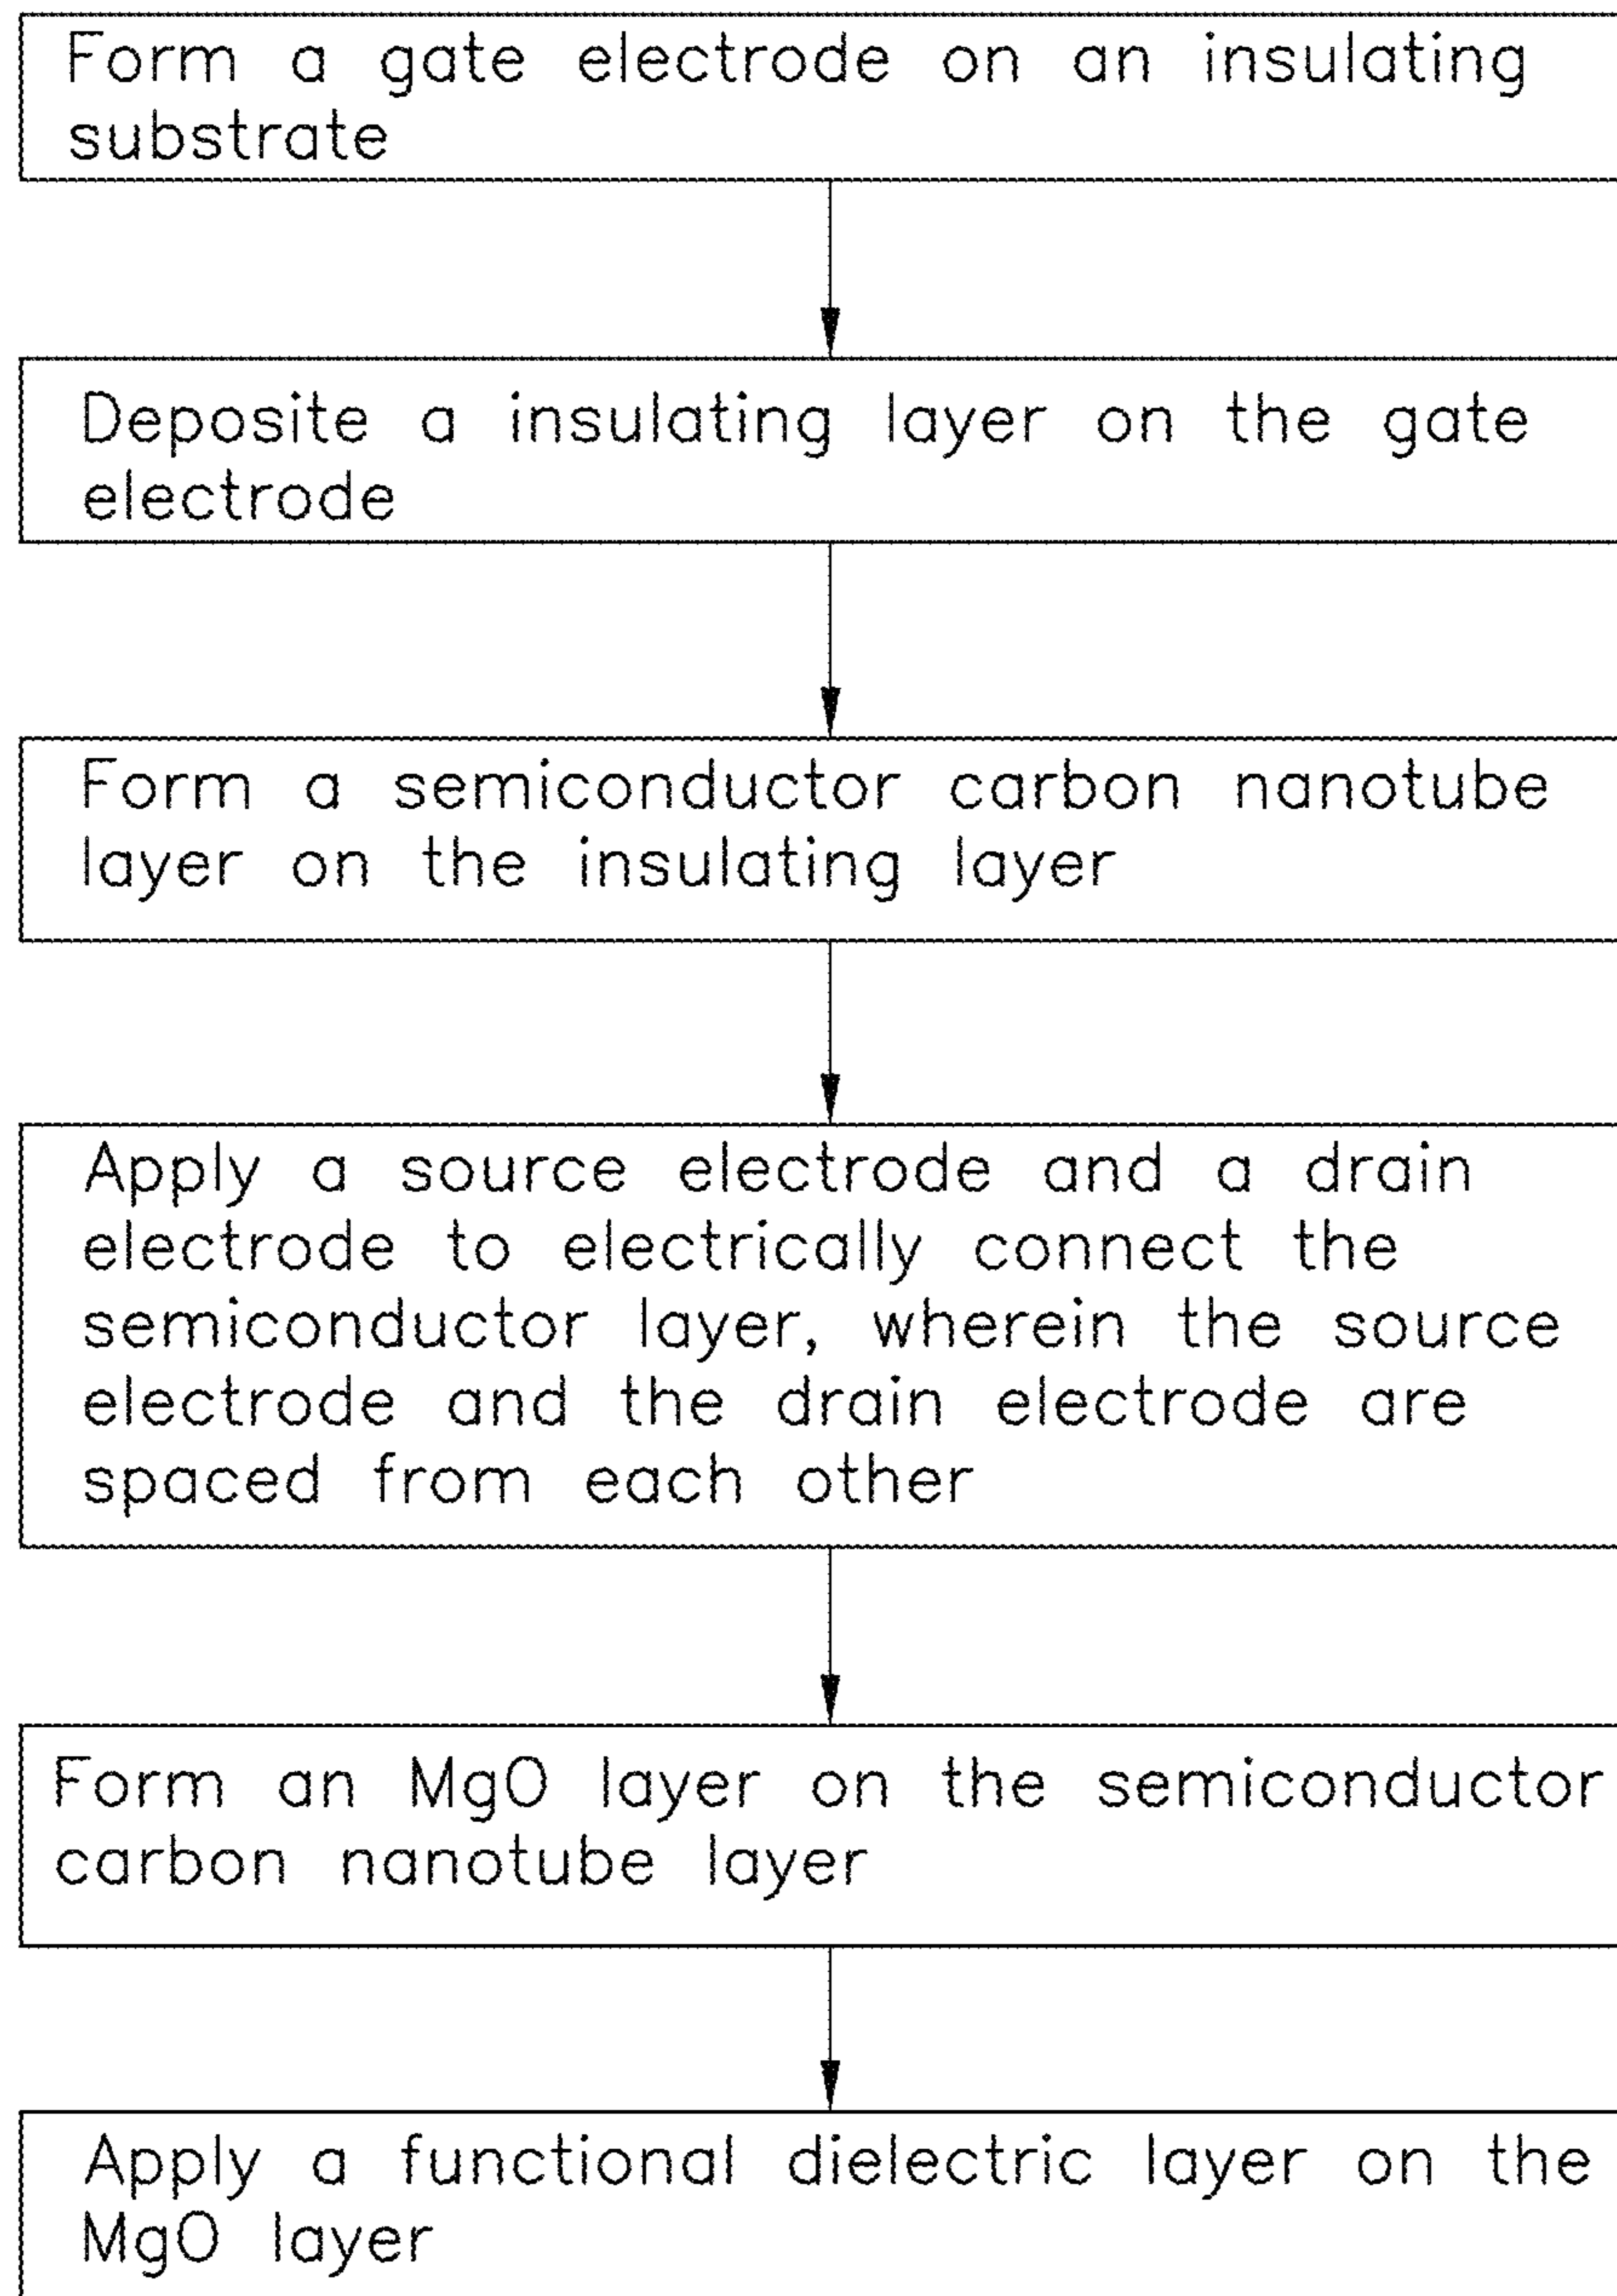 Form a gate electrode on an insulating
substrate
Deposite a insulating layer on the gate
electrode
Form a semiconductor carbon nanotube
layer on the insulating layer
Apply a source electrode and a drain
electrode to electrically connect the
semiconductor layer, wherein the source
electrode and the drain electrode are
spaced from each other
Form an MgO layer on the semiconductor
carbon nanotube layer
Apply a functional dielectric layer on the
MgO layer